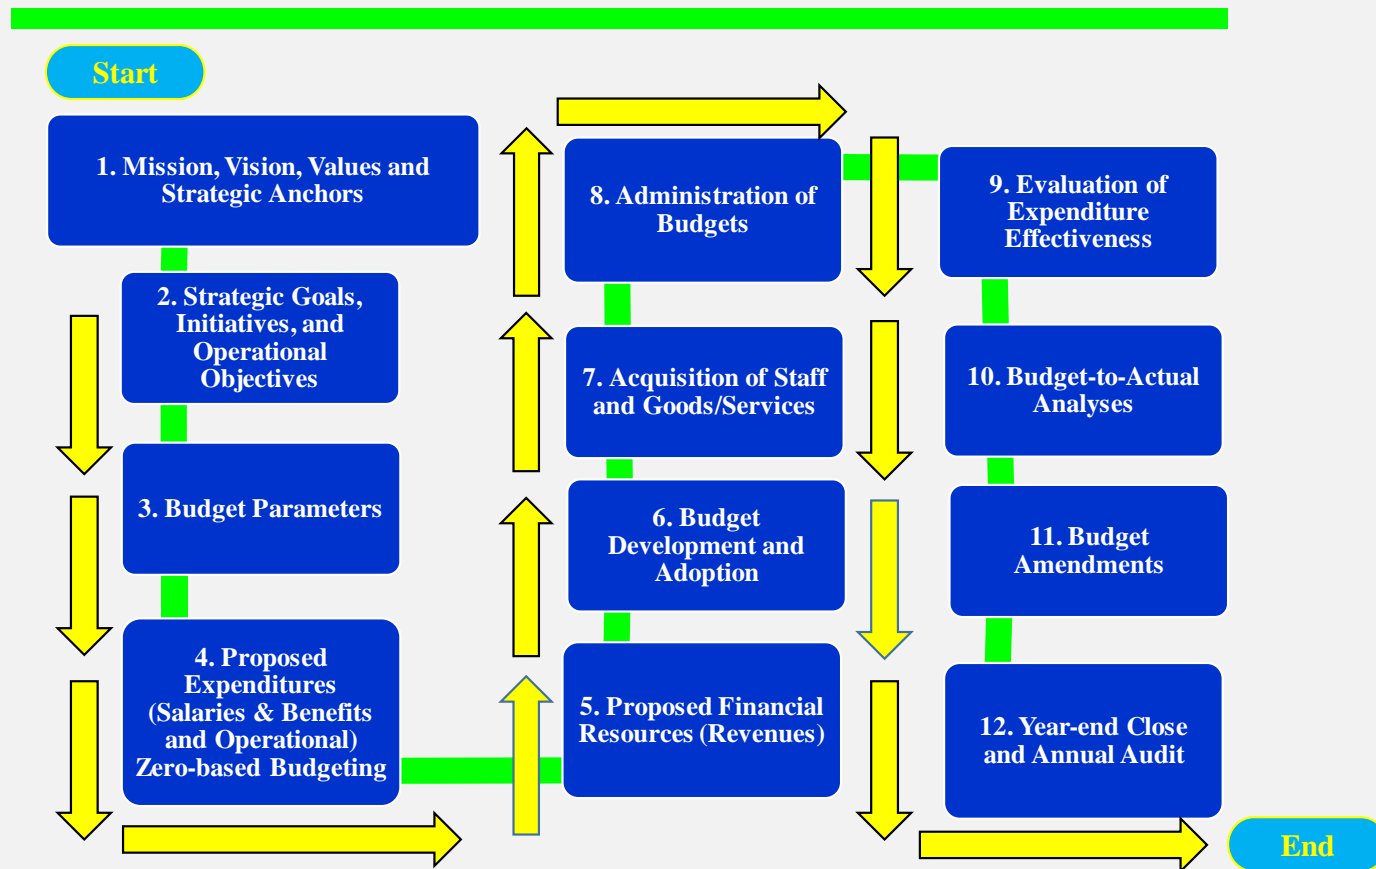 Start
1. Mission, Vision, Values and
Strategic Anchors
2. Strategic Goals,
Initiatives, and
Operational
Objectives
3. Budget Parameters
4. Proposed
Expenditures
(Salaries & Benefits
and Operational)
Zero-based Budgeting
5. Proposed Financial
Resources (Revenues)
6. Budget
Development and
Adoption
7. Acquisition of Staff
and Goods/Services
8. Administration of
Budgets
9. Evaluation of
Expenditure
Effectiveness
10. Budget-to-Actual
Analyses
11. Budget
Amendments
12. Year-end Close
and Annual Audit
End